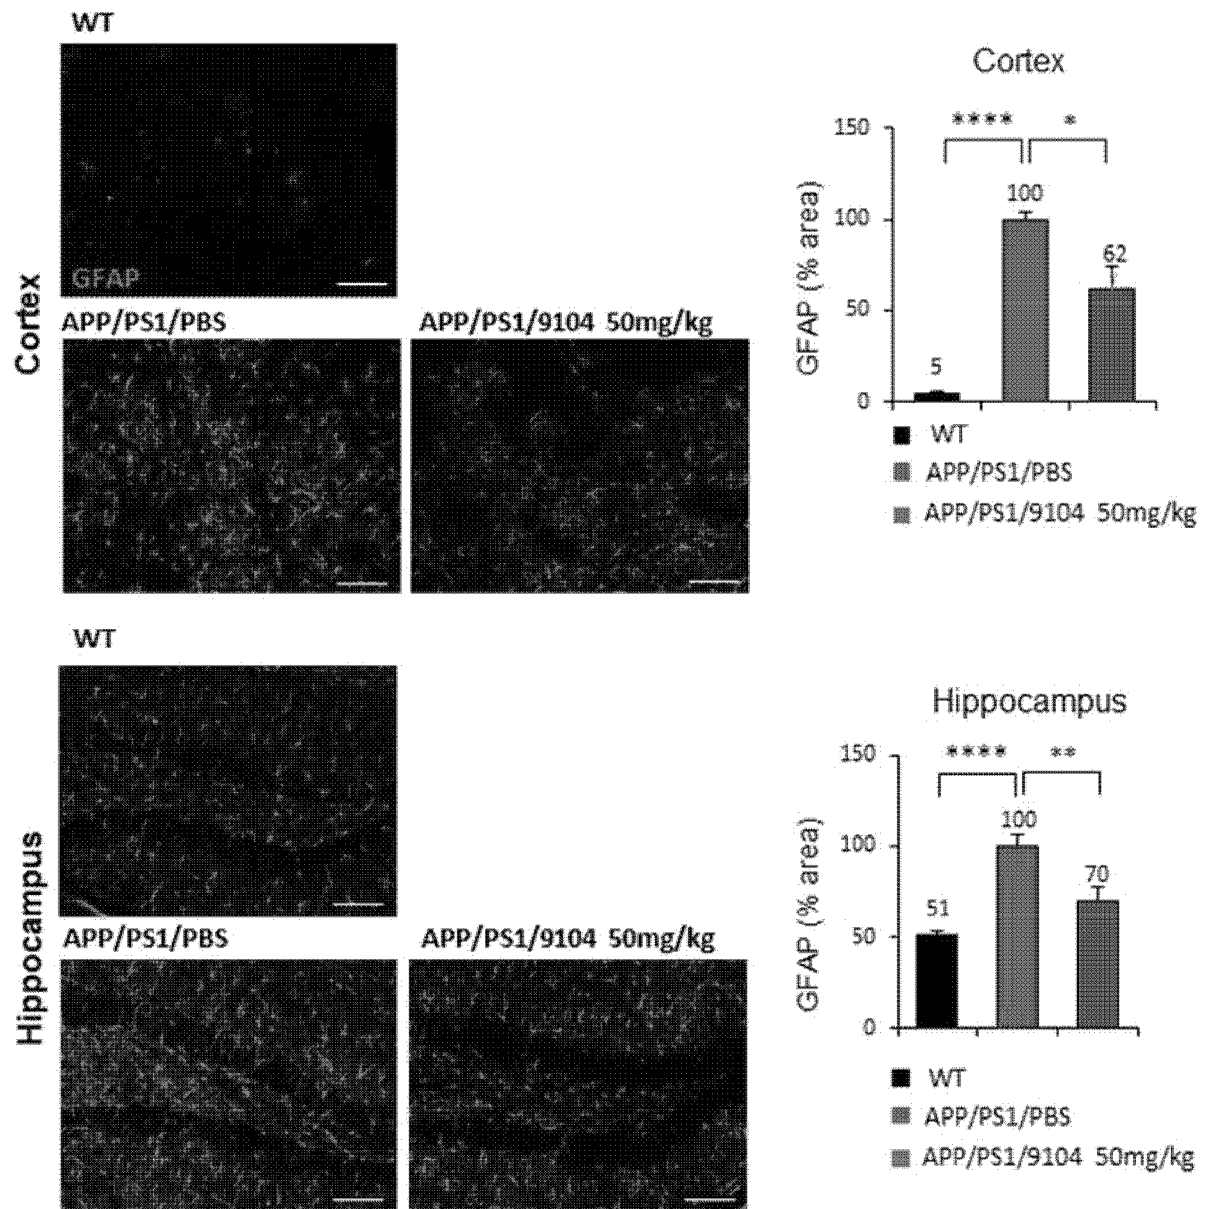 WT
GFAP
Cortex
APP/PS1/PBS
APP/PS1/9104 50mg/kg
Cortex
**** *
150
100
50
0
GFAP (% area)
5
100
62
WT
APP/PS1/PBS
APP/PS1/9104 50mg/kg
WT
Hippocampus
APP/PS1/PBS
APP/PS1/9104 50mg/kg
Hippocampus
**** **
150
100
50
0
GFAP (% area)
51
100
70
WT
APP/PS1/PBS
APP/PS1/9104 50mg/kg